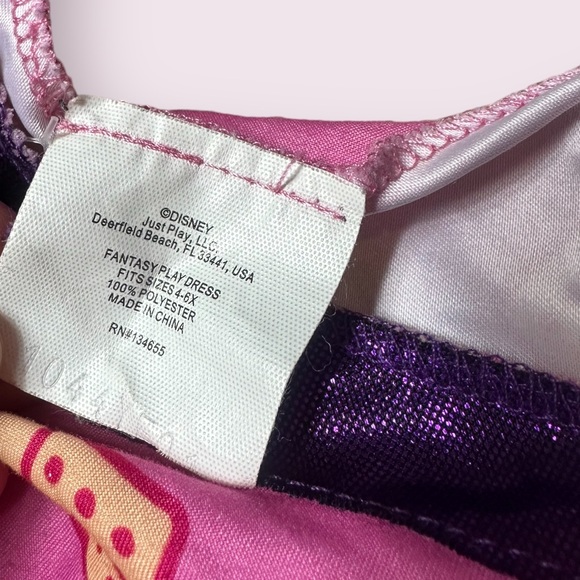 ©DISNEY
Just Play, LLC.
Deerfield Beach, FL 33441, USA
FANTASY PLAY DRESS
FITS SIZES 4-6X
100% POLYESTER
MADE IN CHINA
RN#134655